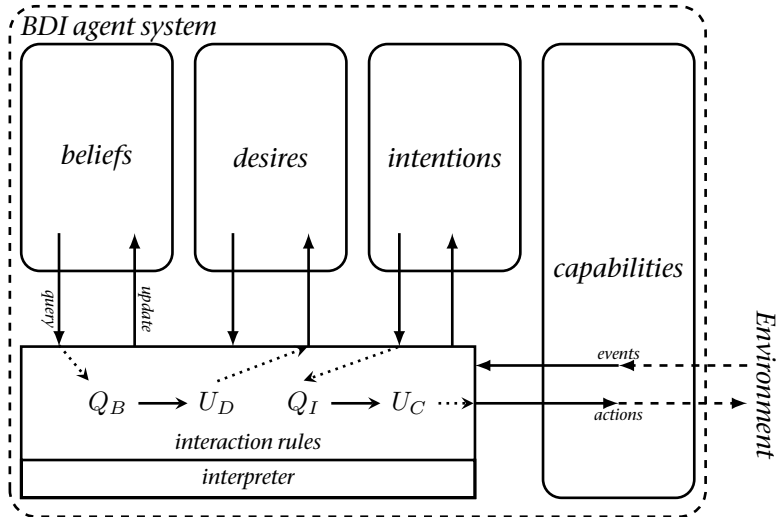 BDI agent system
beliefs
desires
intentions
capabilities
query
update
events
actions
Environment
Q_B → U_D
Q_I → U_C
interaction rules
interpreter